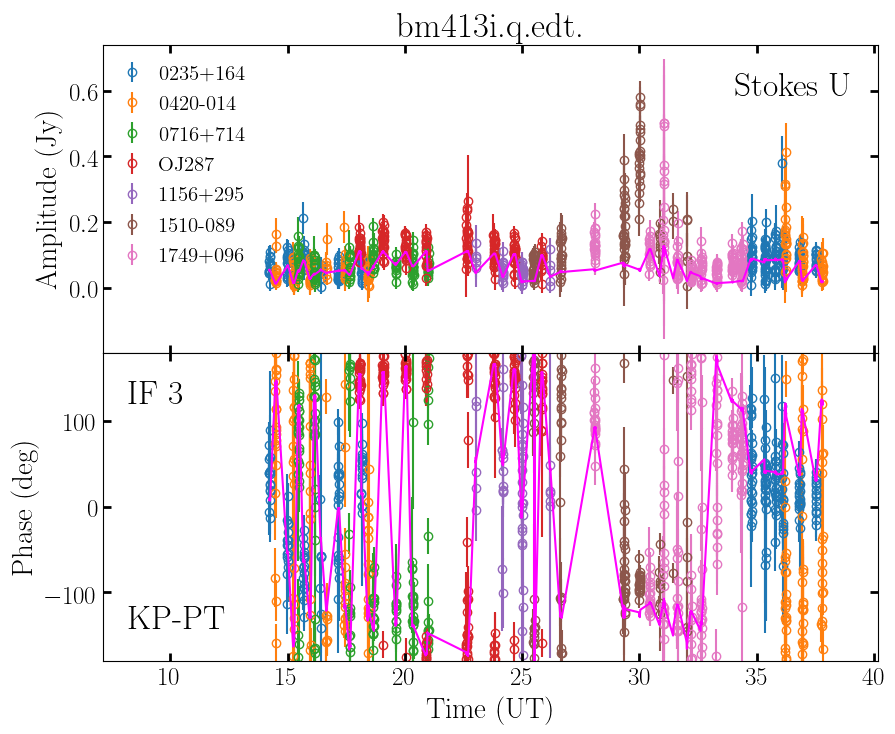 bm413i.q.edt.
Stokes U
0235+164
0420-014
0716+714
OJ287
1156+295
1510-089
1749+096
Amplitude (Jy)
0.6
0.4
0.2
0.0
IF 3
KP-PT
Phase (deg)
100
0
−100
10 15 20 25 30 35 40
Time (UT)